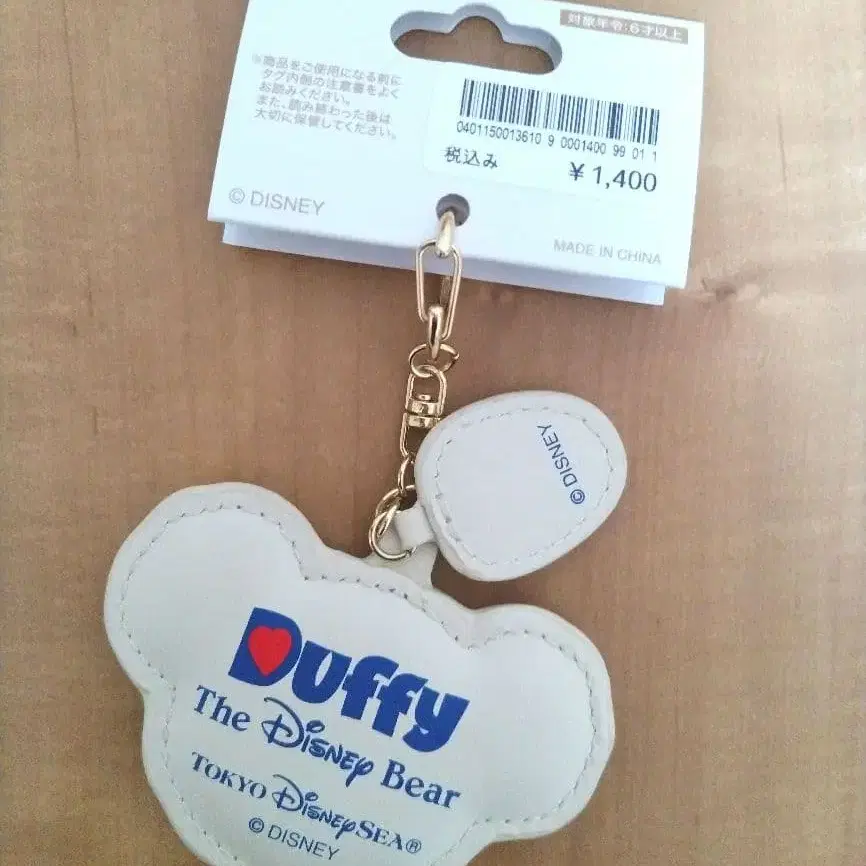 対象年令:6才以上
※商品をご使用になる前に
タグ内側の注意書をよく
お読みください。
また、読み終わった後は
大切に保管してください。
0401150013610 9 0001400 99 01 1
税込み ¥1,400
© DISNEY
MADE IN CHINA
© DISNEY
Duffy
The Disney Bear
TOKYO DisneySEA®
© DISNEY